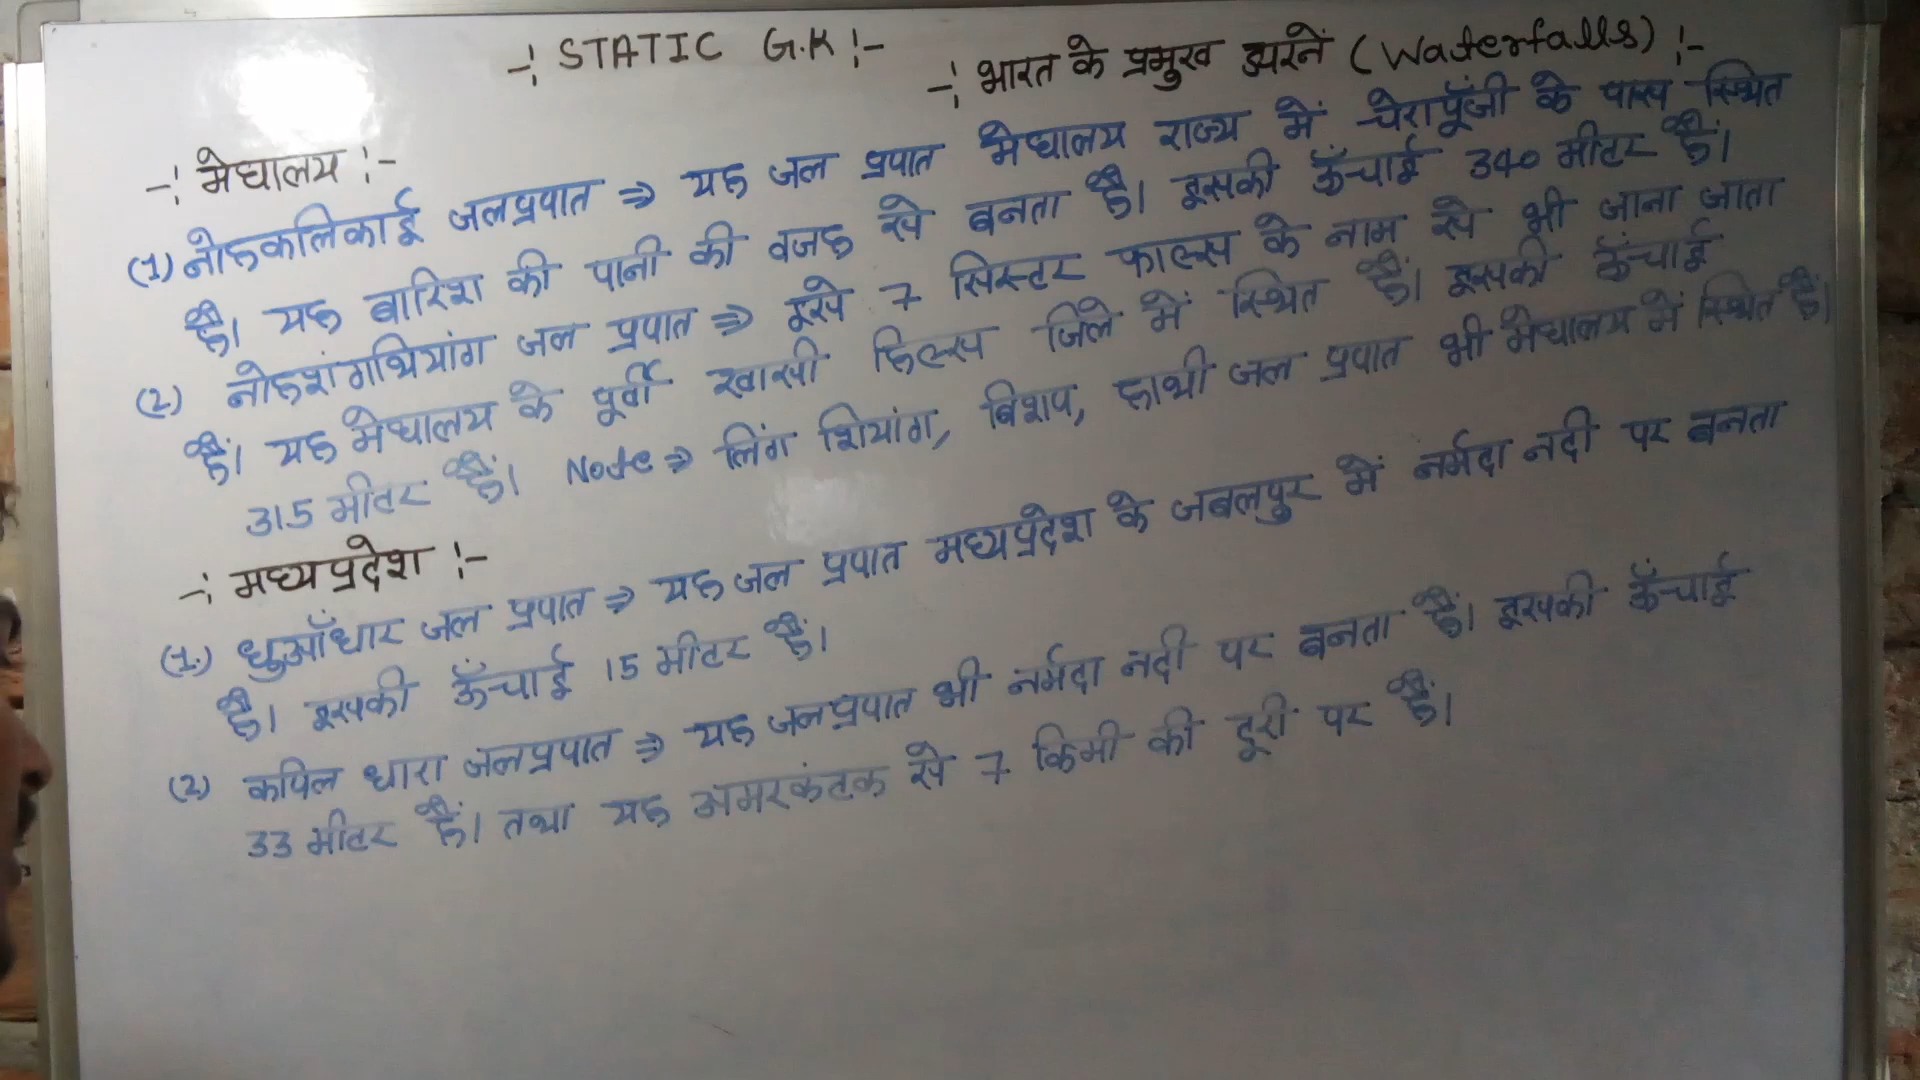 -: STATIC G.K :-
-: भारत के प्रमुख झरनें (Waterfalls) :-
-: मेघालय :-
(1) नोहकलिकाई जलप्रपात ⇒ यह जल प्रपात मेघालय राज्य में चेरापूँजी के पास स्थित
है। यह बारिश की पानी की वजह से बनता है। इसकी ऊँचाई 340 मीटर हैं।
(2) नोहशंगथियांग जल प्रपात ⇒ इसे 7 सिस्टर फाल्स के नाम से भी जाना जाता
हैं। यह मेघालय के पूर्वी खासी हिल्स जिले में स्थित हैं। इसकी ऊँचाई
315 मीटर हैं। Note ⇒ लिंग शियांग, बिशप, हाथी जल प्रपात भी मेघालय में स्थित हैं।
-: मध्यप्रदेश :-
(1.) धुआँधार जल प्रपात ⇒ यह जल प्रपात मध्यप्रदेश के जबलपुर में नर्मदा नदी पर बनता
है। इसकी ऊँचाई 15 मीटर हैं।
(2) कपिल धारा जलप्रपात ⇒ यह जलप्रपात भी नर्मदा नदी पर बनता हैं। इसकी ऊँचाई
33 मीटर हैं। तथा यह अमरकंटक से 7 किमी की दूरी पर हैं।